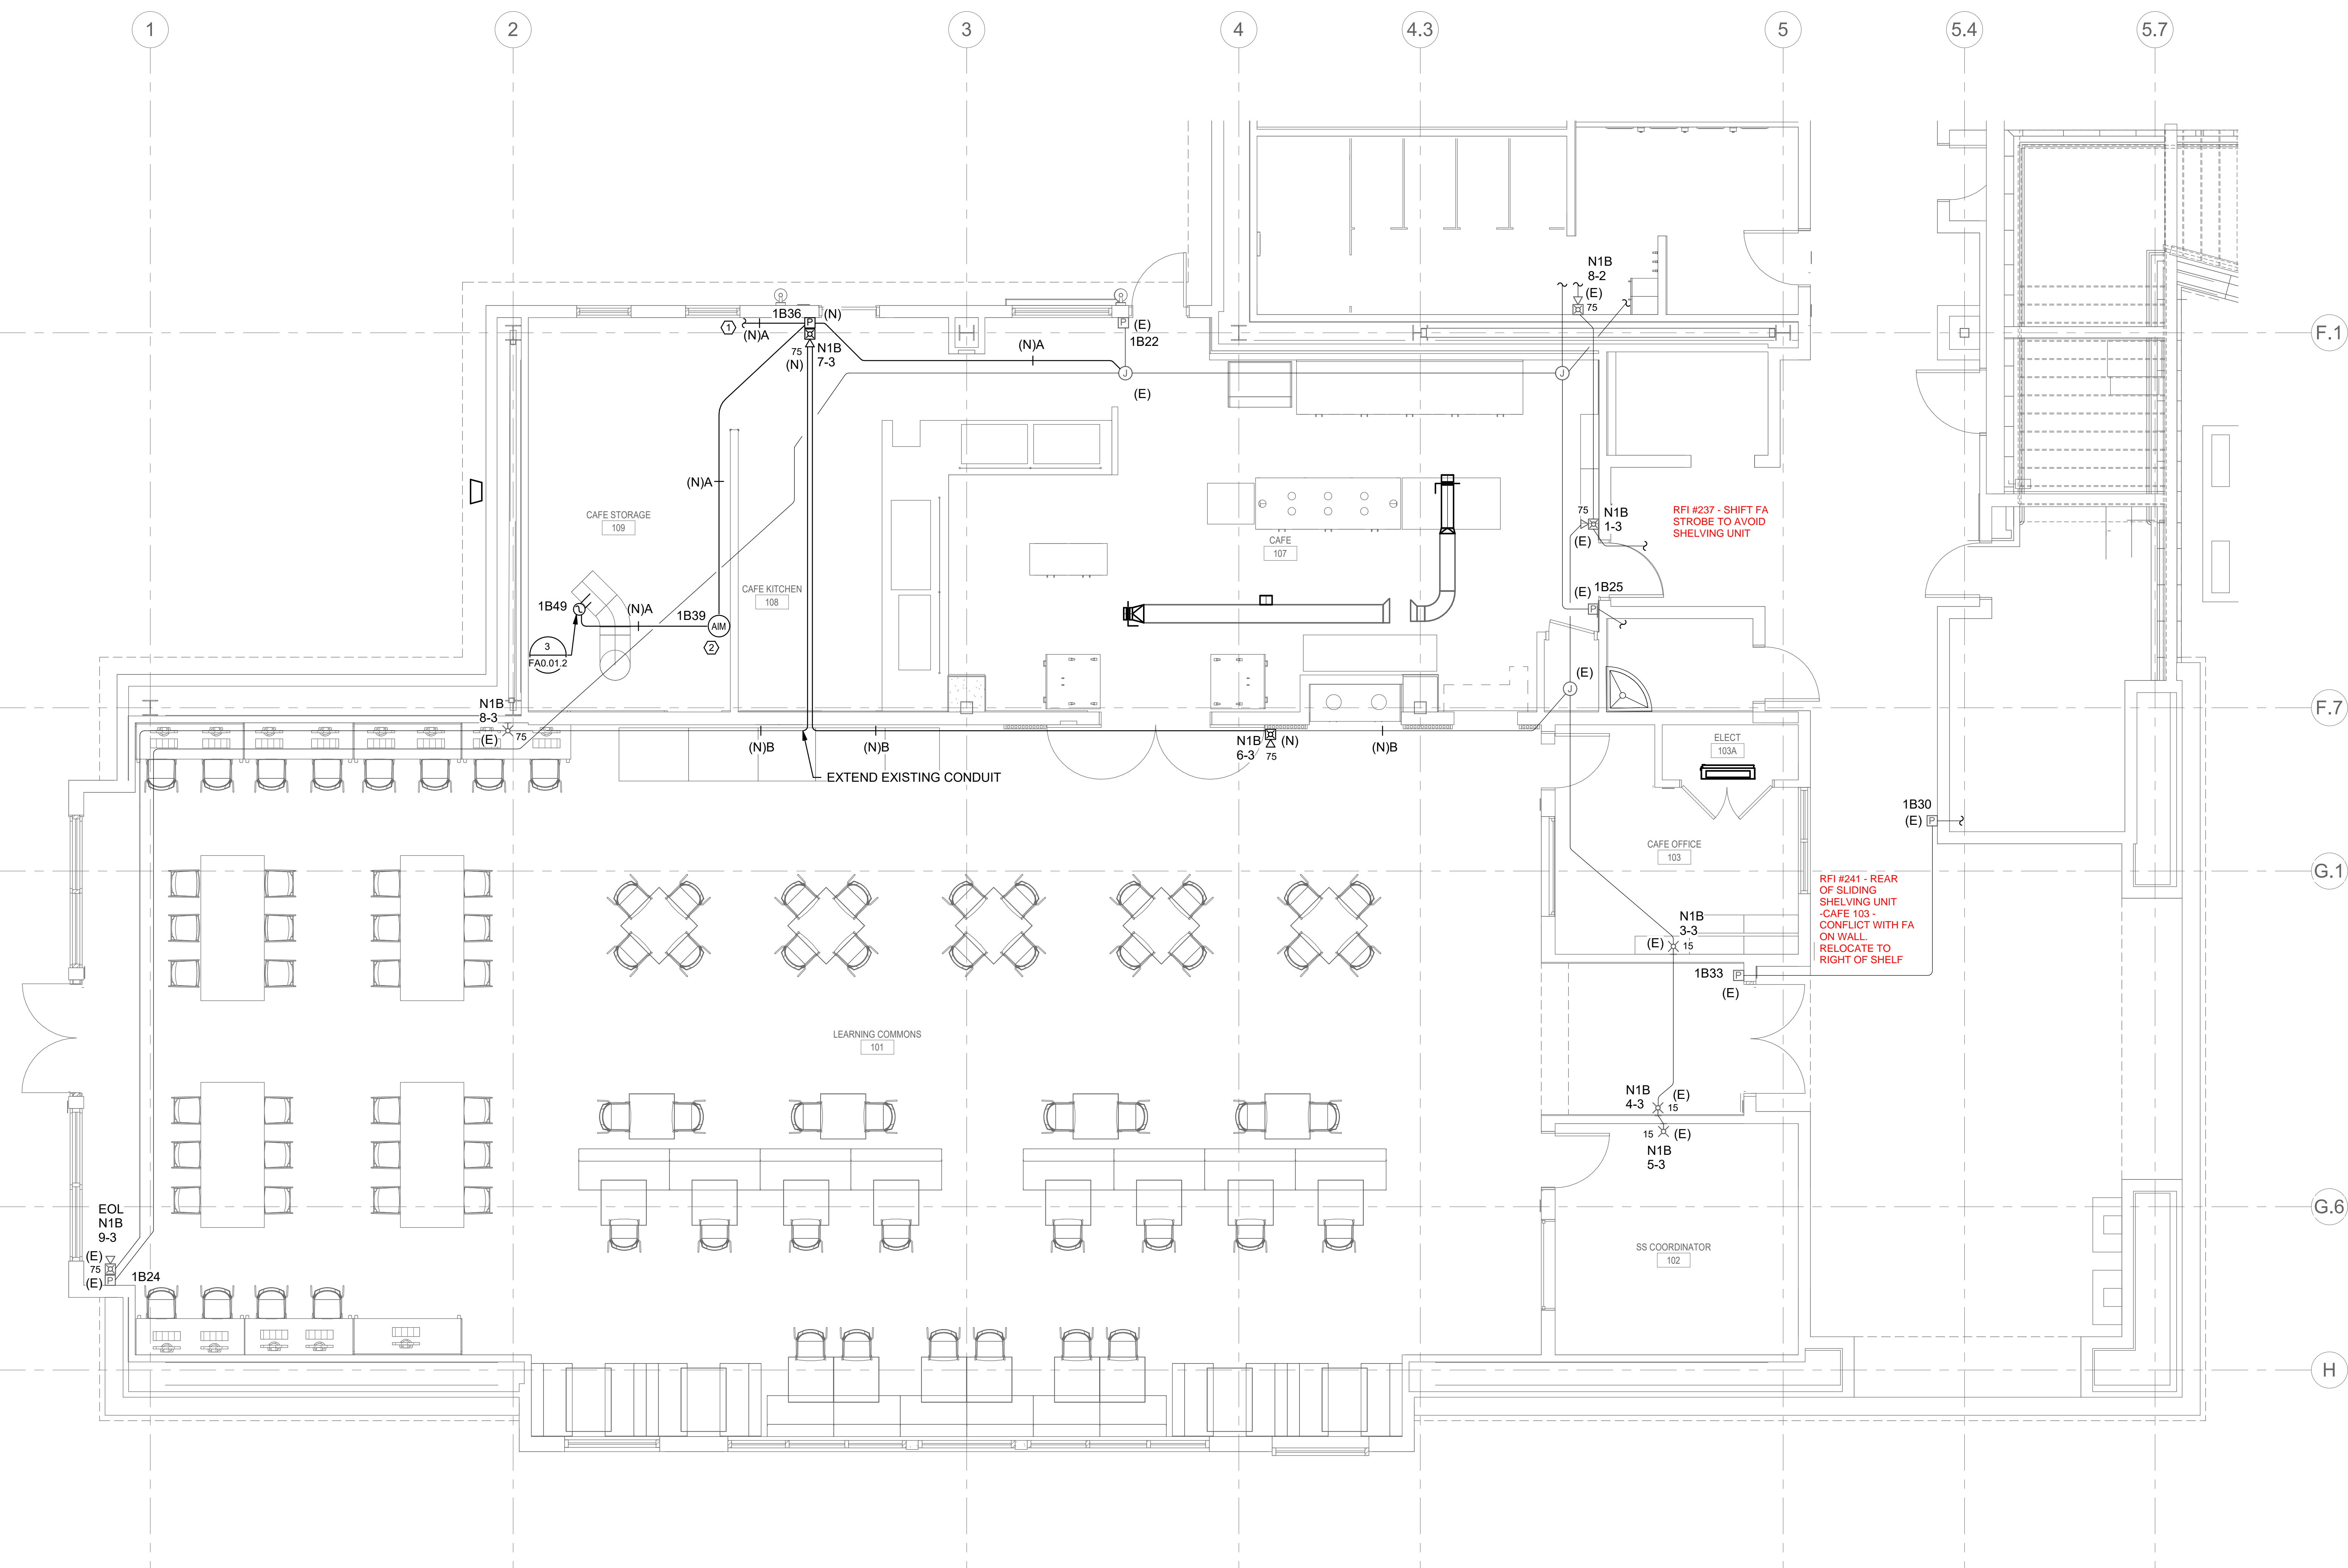 1
2
3
4
4.3
5
5.4
5.7
N1B
8-2
(E)
75
1B36
(N)
1
(N)A
75
N1B
7-3
(N)
P
(N)A
P
(E)
1B22
J
(E)
J
F.1
(N)A
CAFE STORAGE
109
75
N1B
1-3
(E)
RFI #237 - SHIFT FA
STROBE TO AVOID
SHELVING UNIT
CAFE
107
CAFE KITCHEN
108
(E)
1B25
P
1B49
(N)A
1B39
AIM
2
3
FA0.01.2
(E)
J
N1B
8-3
(E)
75
F.7
(N)B
(N)B
N1B
6-3
(N)
75
(N)B
ELECT
103A
EXTEND EXISTING CONDUIT
1B30
(E)
P
CAFE OFFICE
103
G.1
RFI #241 - REAR
OF SLIDING
SHELVING UNIT
-CAFE 103 -
CONFLICT WITH FA
ON WALL.
RELOCATE TO
RIGHT OF SHELF
N1B
3-3
(E)
15
1B33
P
(E)
LEARNING COMMONS
101
N1B
4-3
(E)
15
15
(E)
N1B
5-3
EOL
N1B
9-3
(E)
75
(E)
P
1B24
G.6
SS COORDINATOR
102
H